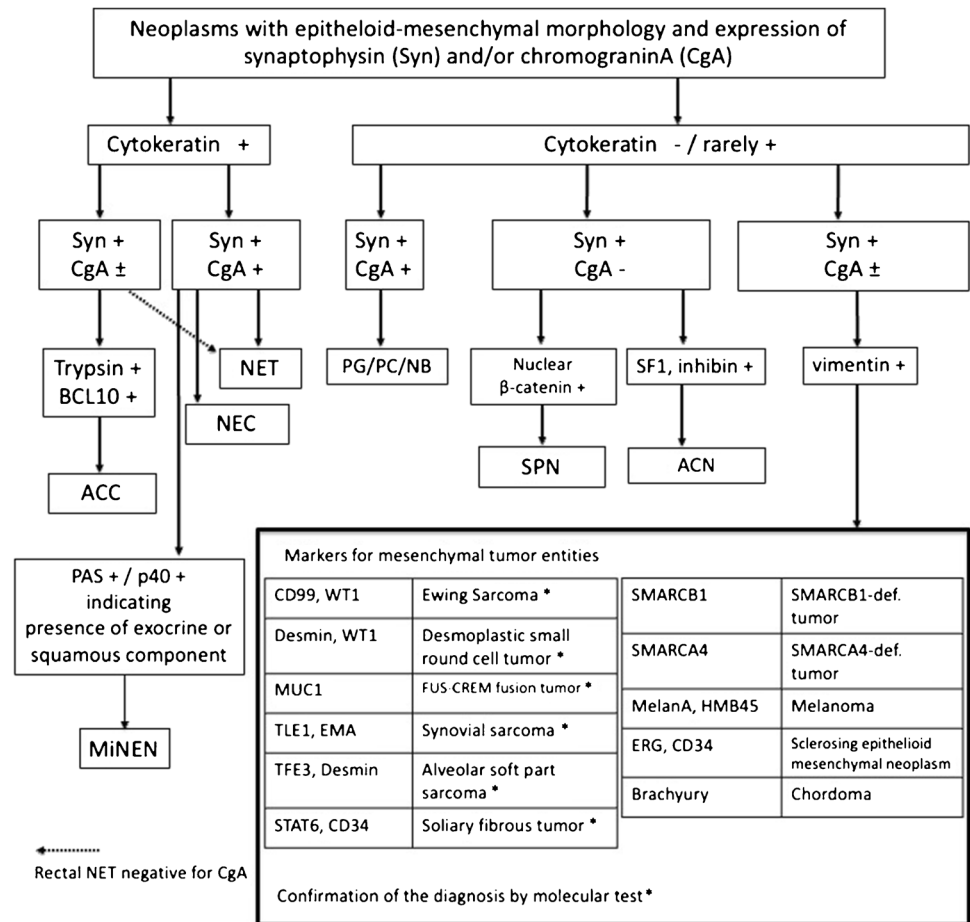 Neoplasms with epitheloid-mesenchymal morphology and expression of
synaptophysin (Syn) and/or chromograninA (CgA)
Cytokeratin +
Cytokeratin - / rarely +
Syn +
CgA ±
Syn +
CgA +
Syn +
CgA +
Syn +
CgA -
Syn +
CgA ±
Trypsin +
BCL10 +
NET
NEC
PG/PC/NB
Nuclear
β-catenin +
SF1, inhibin +
vimentin +
ACC
SPN
ACN
PAS + / p40 +
indicating
presence of exocrine or
squamous component
MiNEN
Rectal NET negative for CgA
Markers for mesenchymal tumor entities
CD99, WT1
Ewing Sarcoma *
Desmin, WT1
Desmoplastic small
round cell tumor *
MUC1
FUS-CREM fusion tumor *
TLE1, EMA
Synovial sarcoma *
TFE3, Desmin
Alveolar soft part
sarcoma *
STAT6, CD34
Soliary fibrous tumor *
SMARCB1
SMARCB1-def.
tumor
SMARCA4
SMARCA4-def.
tumor
MelanA, HMB45
Melanoma
ERG, CD34
Sclerosing epithelioid
mesenchymal neoplasm
Brachyury
Chordoma
Confirmation of the diagnosis by molecular test *